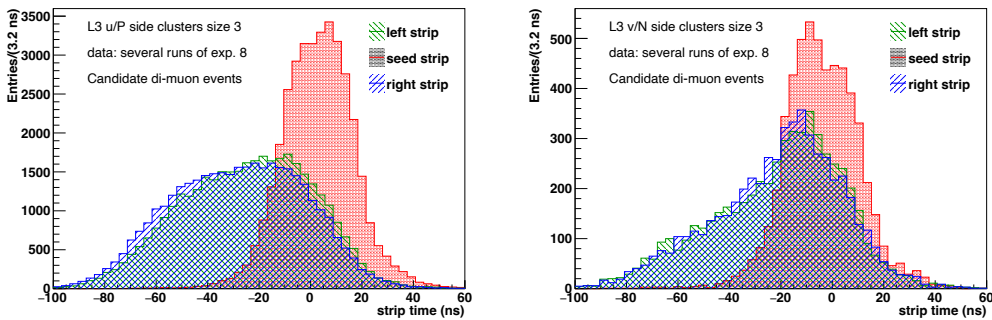 L3 u/P side clusters size 3
data: several runs of exp. 8
Candidate di-muon events
left strip
seed strip
right strip
Entries/(3.2 ns)
3500
3000
2500
2000
1500
1000
500
0
−100 −80 −60 −40 −20 0 20 40 60
strip time (ns)
L3 v/N side clusters size 3
data: several runs of exp. 8
Candidate di-muon events
left strip
seed strip
right strip
Entries/(3.2 ns)
500
400
300
200
100
0
−100 −80 −60 −40 −20 0 20 40 60
strip time (ns)